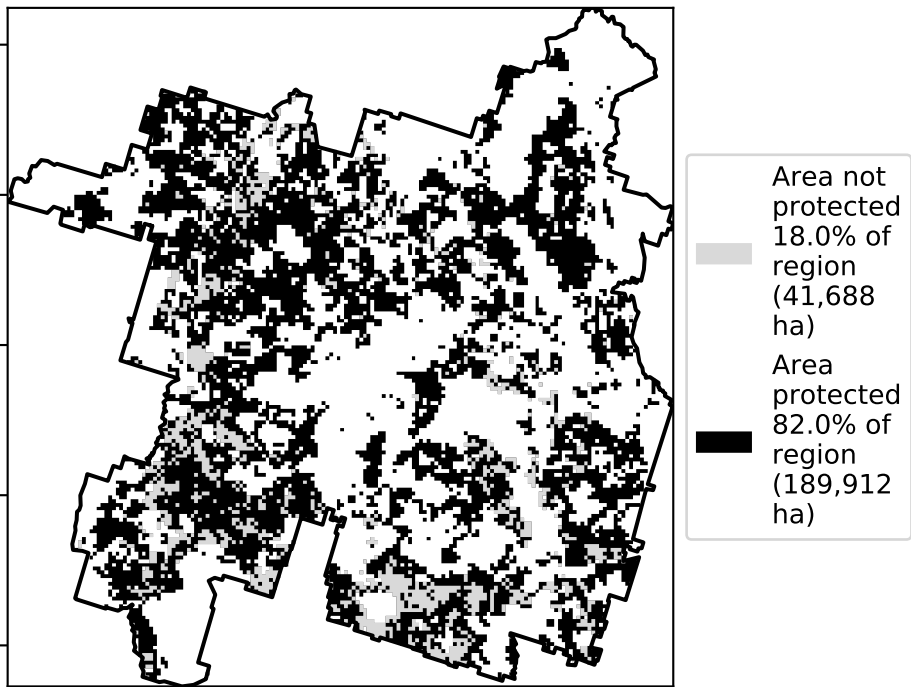 Area not
protected
18.0% of
region
(41,688
ha)
Area
protected
82.0% of
region
(189,912
ha)